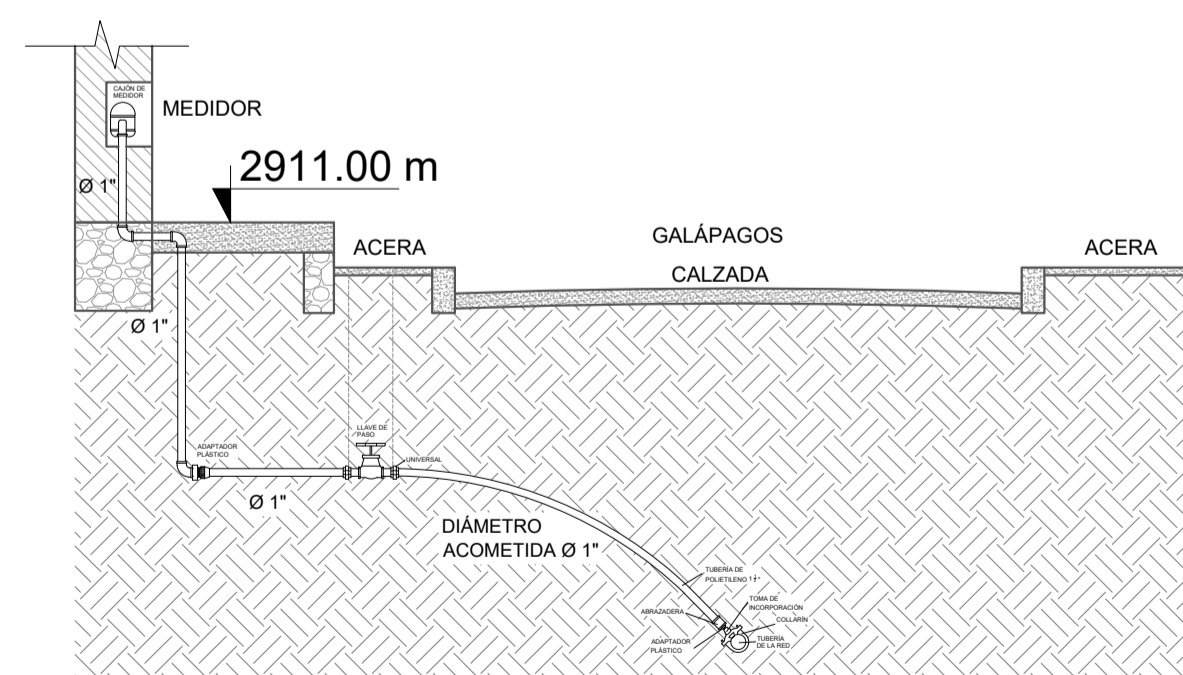 CAJÓN DE
MEDIDOR
MEDIDOR
2911.00 m
Ø 1"
ACERA
GALÁPAGOS
CALZADA
ACERA
Ø 1"
LLAVE DE
PASO
ADAPTADOR
PLÁSTICO
UNIVERSAL
Ø 1"
DIÁMETRO
ACOMETIDA Ø 1"
TUBERÍA DE
POLIETILENO
TOMA DE
INCORPORACIÓN
ABRAZADERA
COLLARÍN
ADAPTADOR
PLÁSTICO
TUBERÍA
DE LA RED